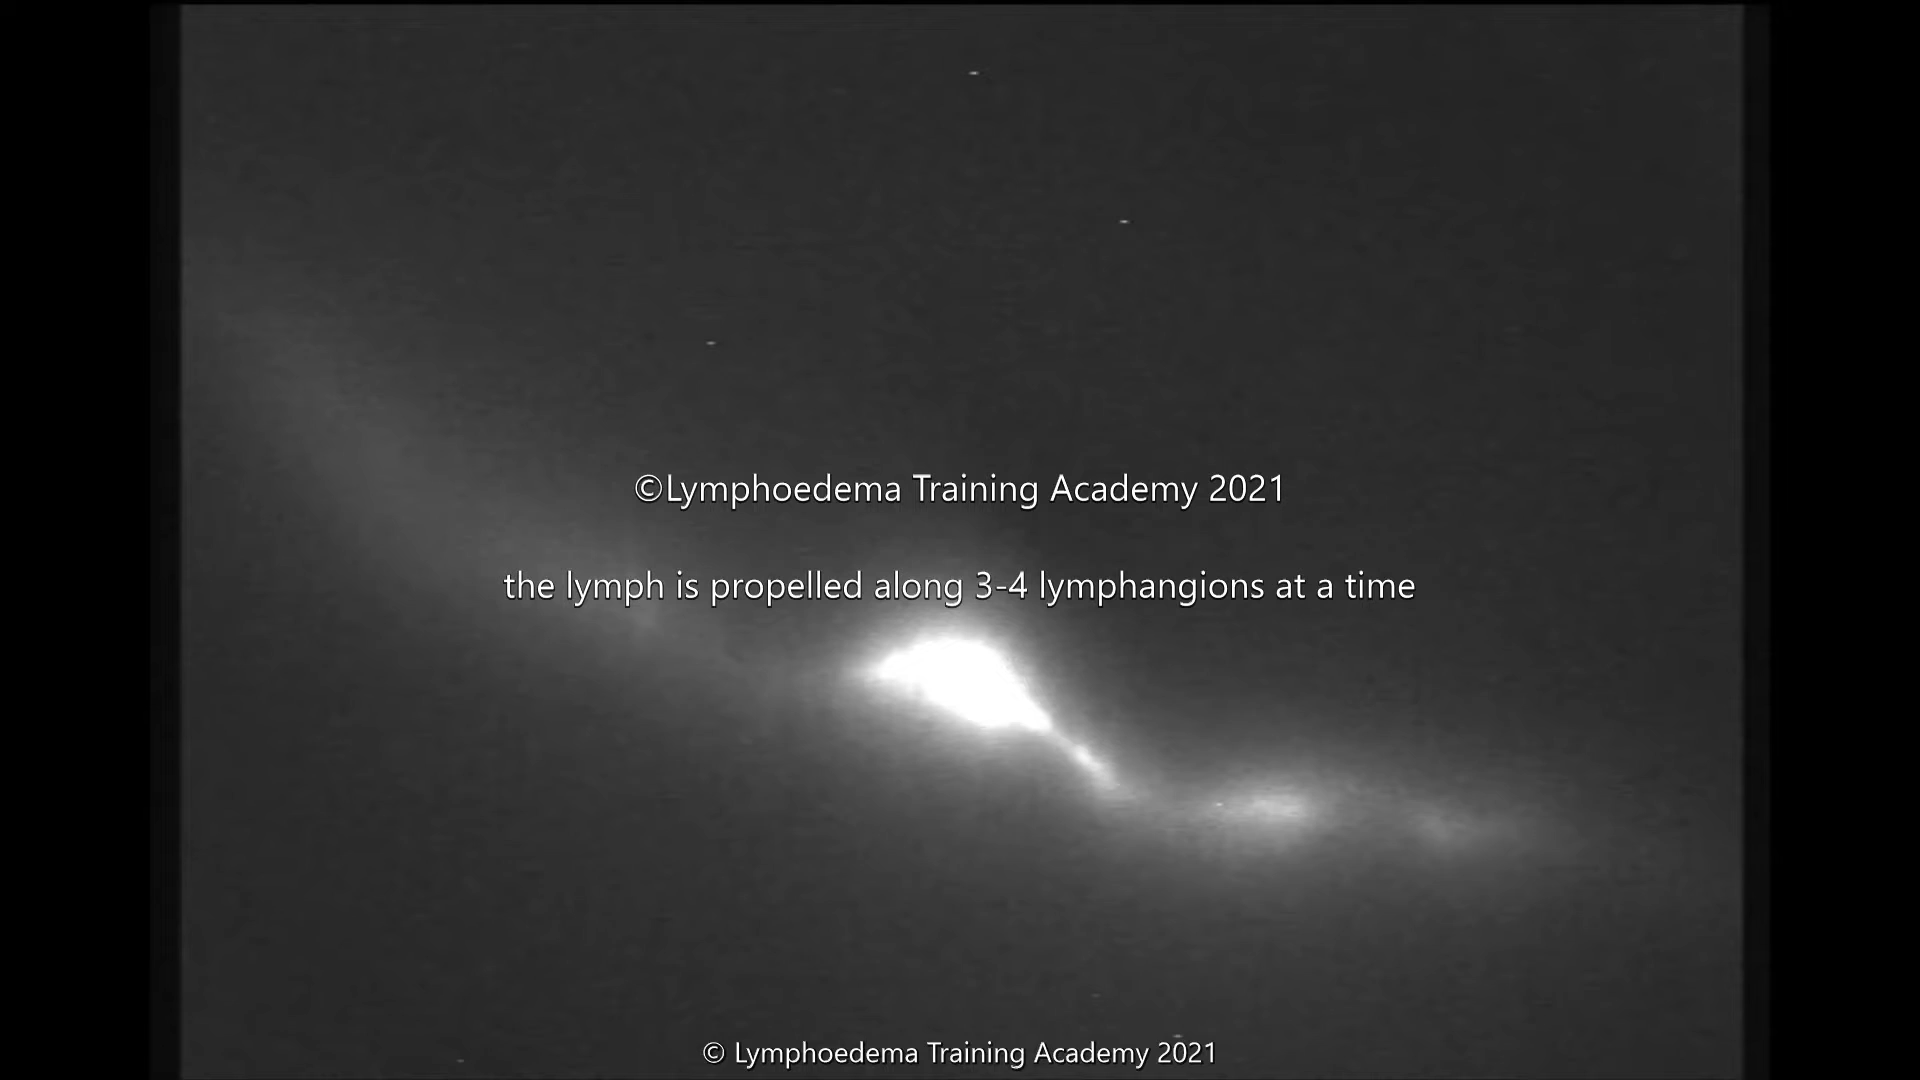 ©Lymphoedema Training Academy 2021
the lymph is propelled along 3-4 lymphangions at a time
© Lymphoedema Training Academy 2021